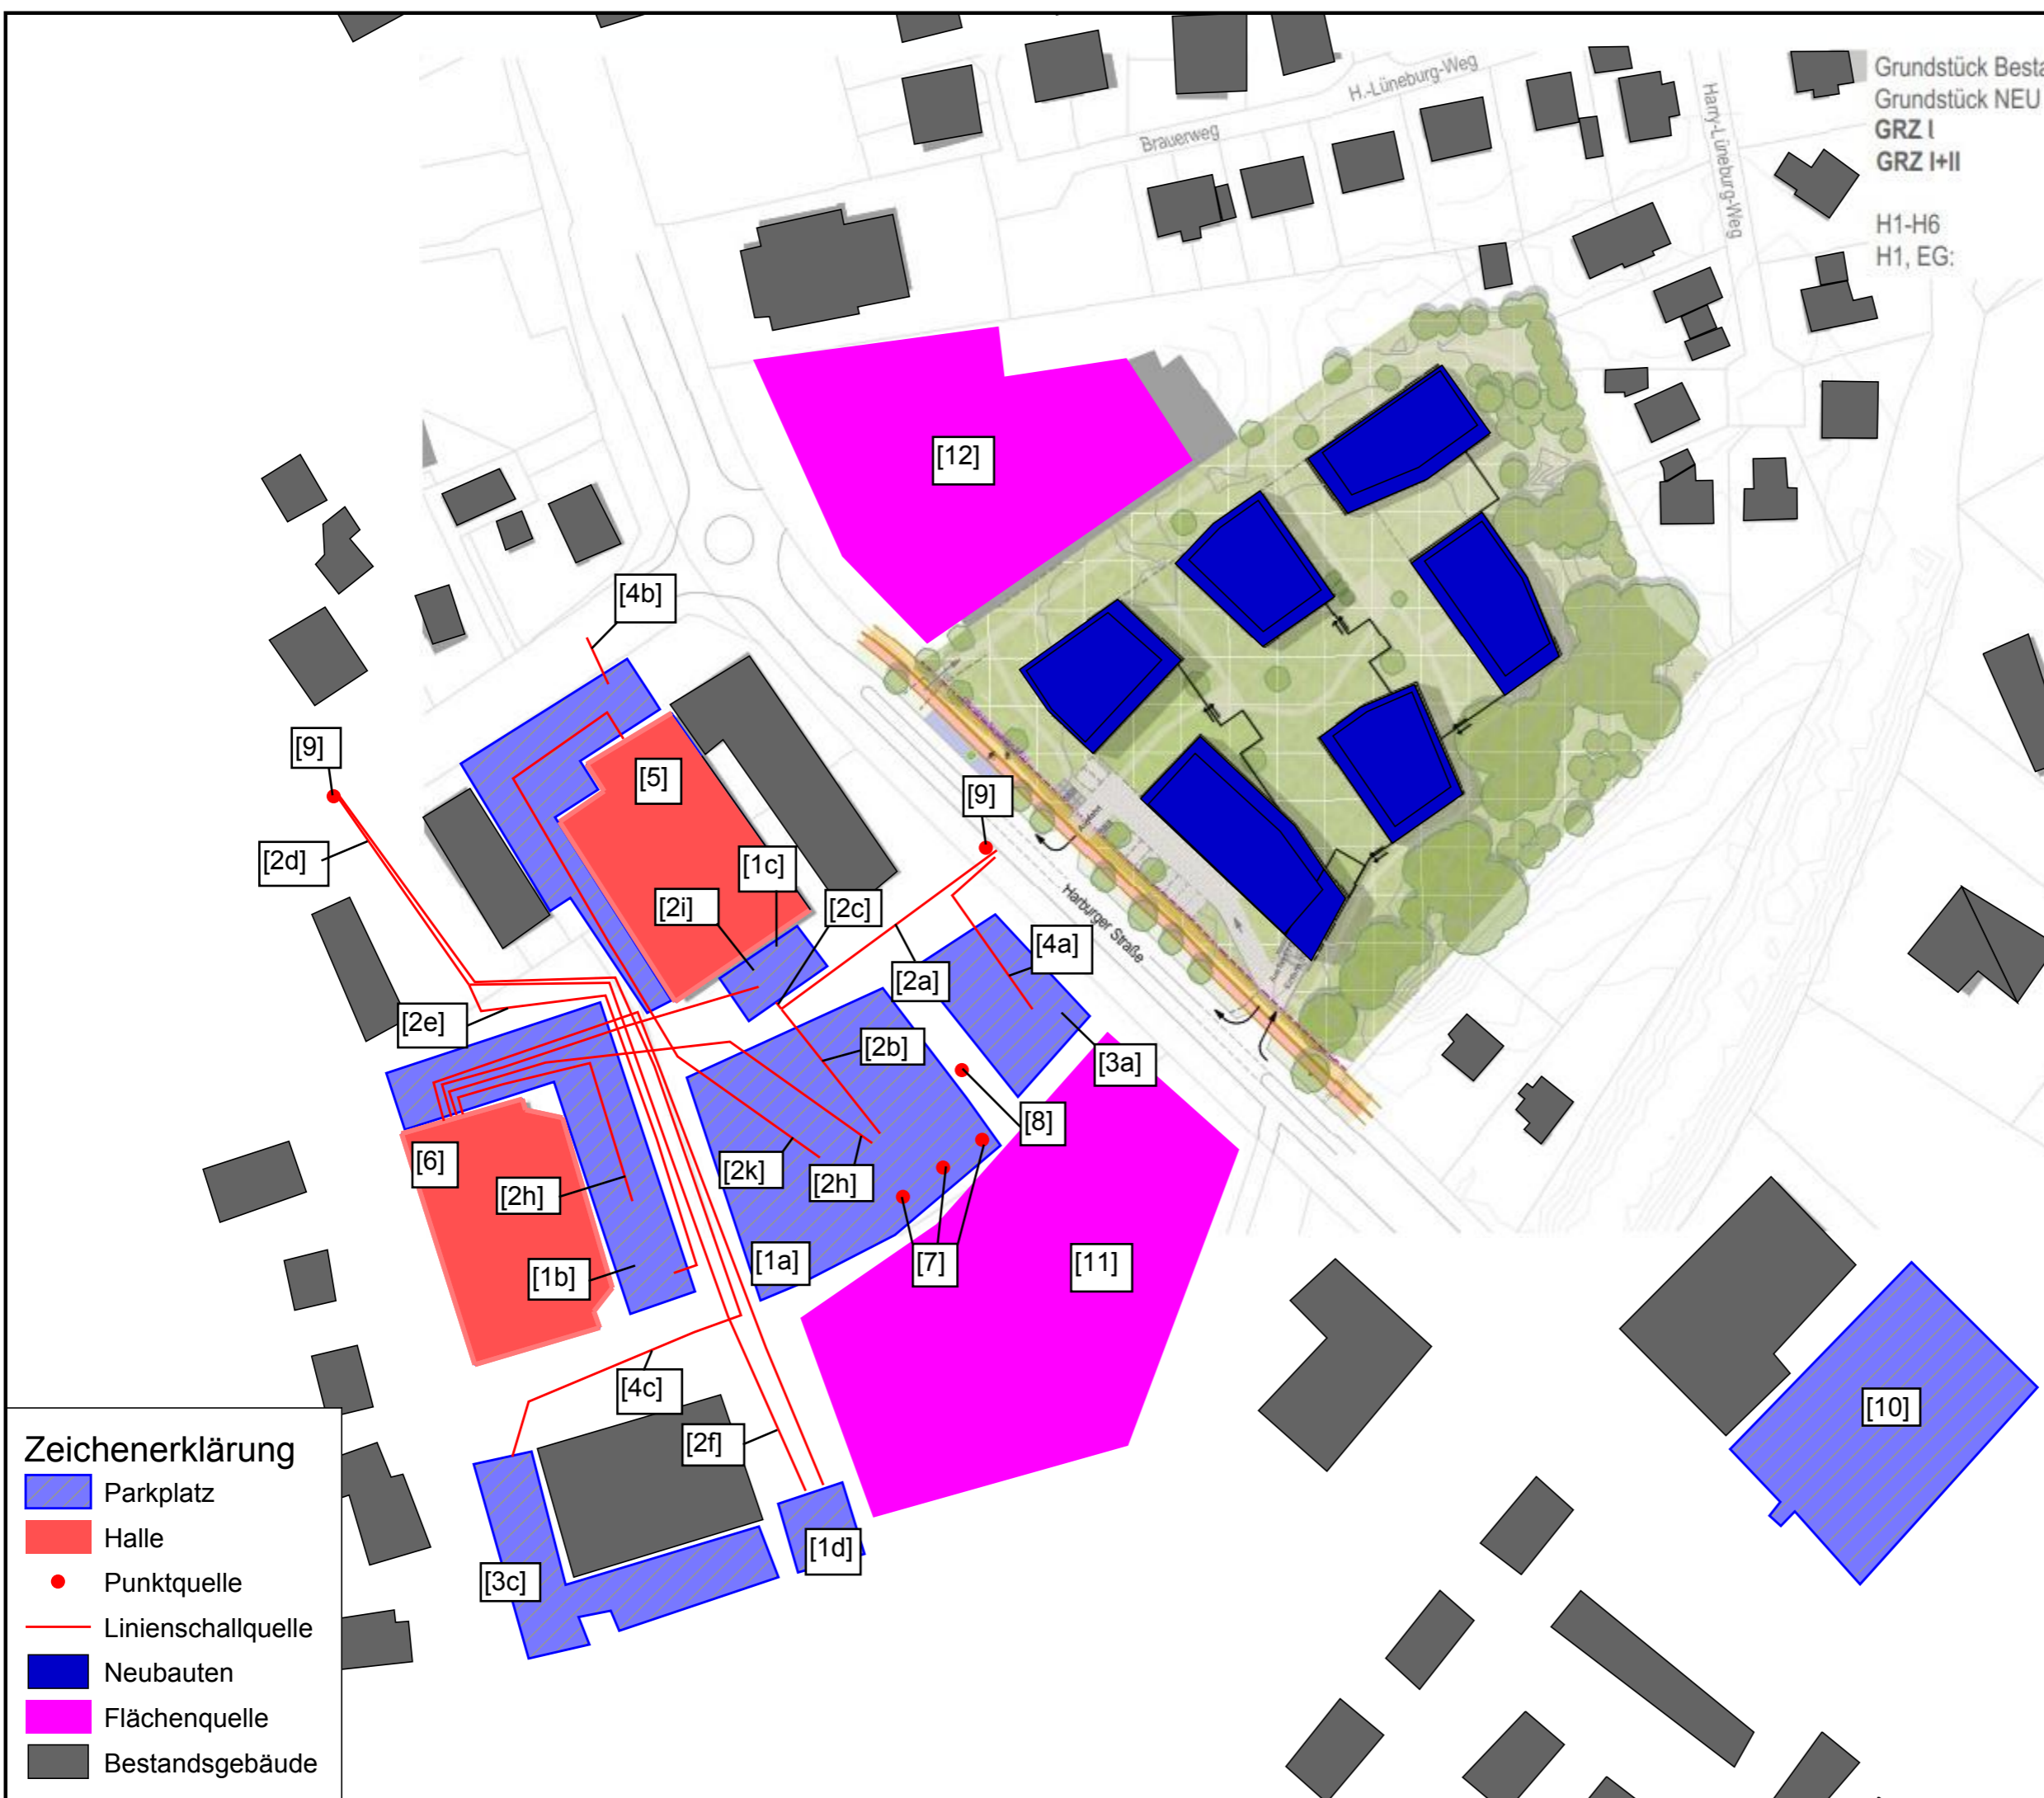 Grundstück Besta
Grundstück NEU
GRZ I
GRZ I+II
H1-H6
H1, EG:
H.-Lüneburg-Weg
Brauerweg
Harry-Lüneburg-Weg
[12]
[4b]
[9]
[5]
[9]
[2d]
[1c]
[2i]
[2c]
Ausfahrt
Harburger Straße
[4a]
[2a]
[2e]
[2b]
[3a]
[8]
[6]
[2k]
[2h]
[2h]
[1a]
[7]
[11]
[1b]
[4c]
[10]
[2f]
[1d]
[3c]
Zeichenerklärung
Parkplatz
Halle
Punktquelle
Linienschallquelle
Neubauten
Flächenquelle
Bestandsgebäude